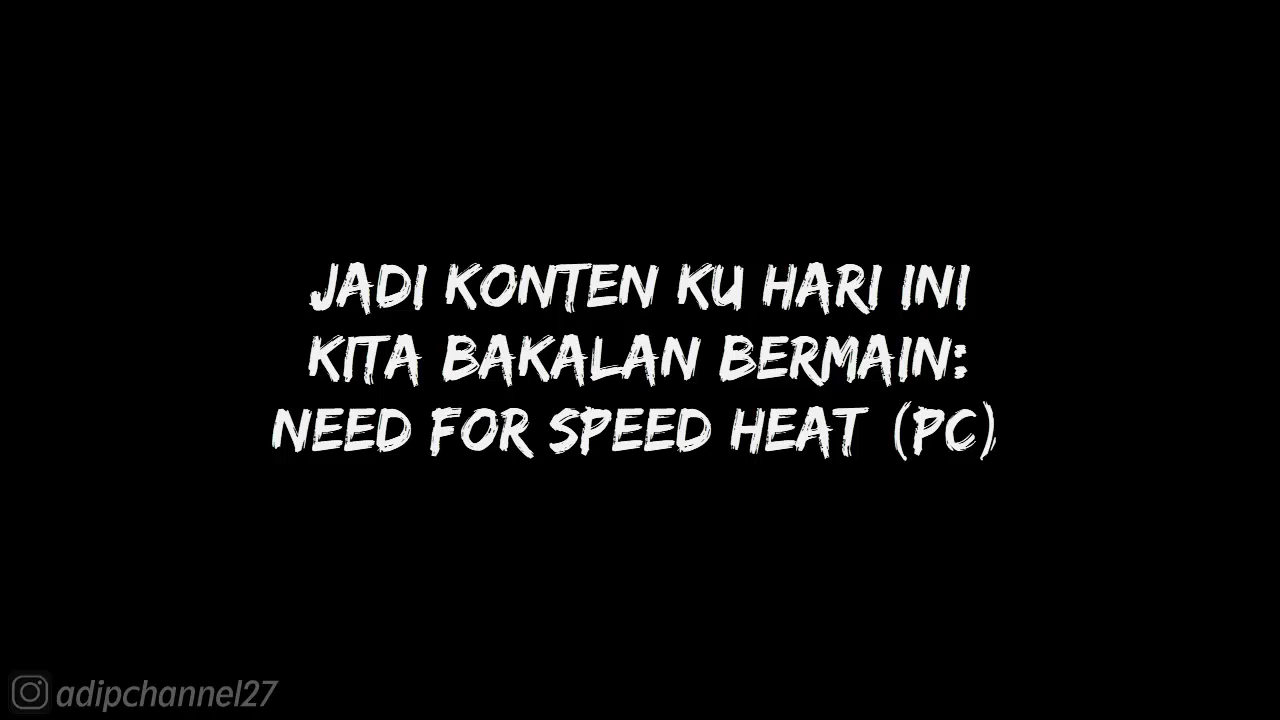 JADI KONTEN KU HARI INI
KITA BAKALAN BERMAIN:
NEED FOR SPEED HEAT (PC)
adipchannel27